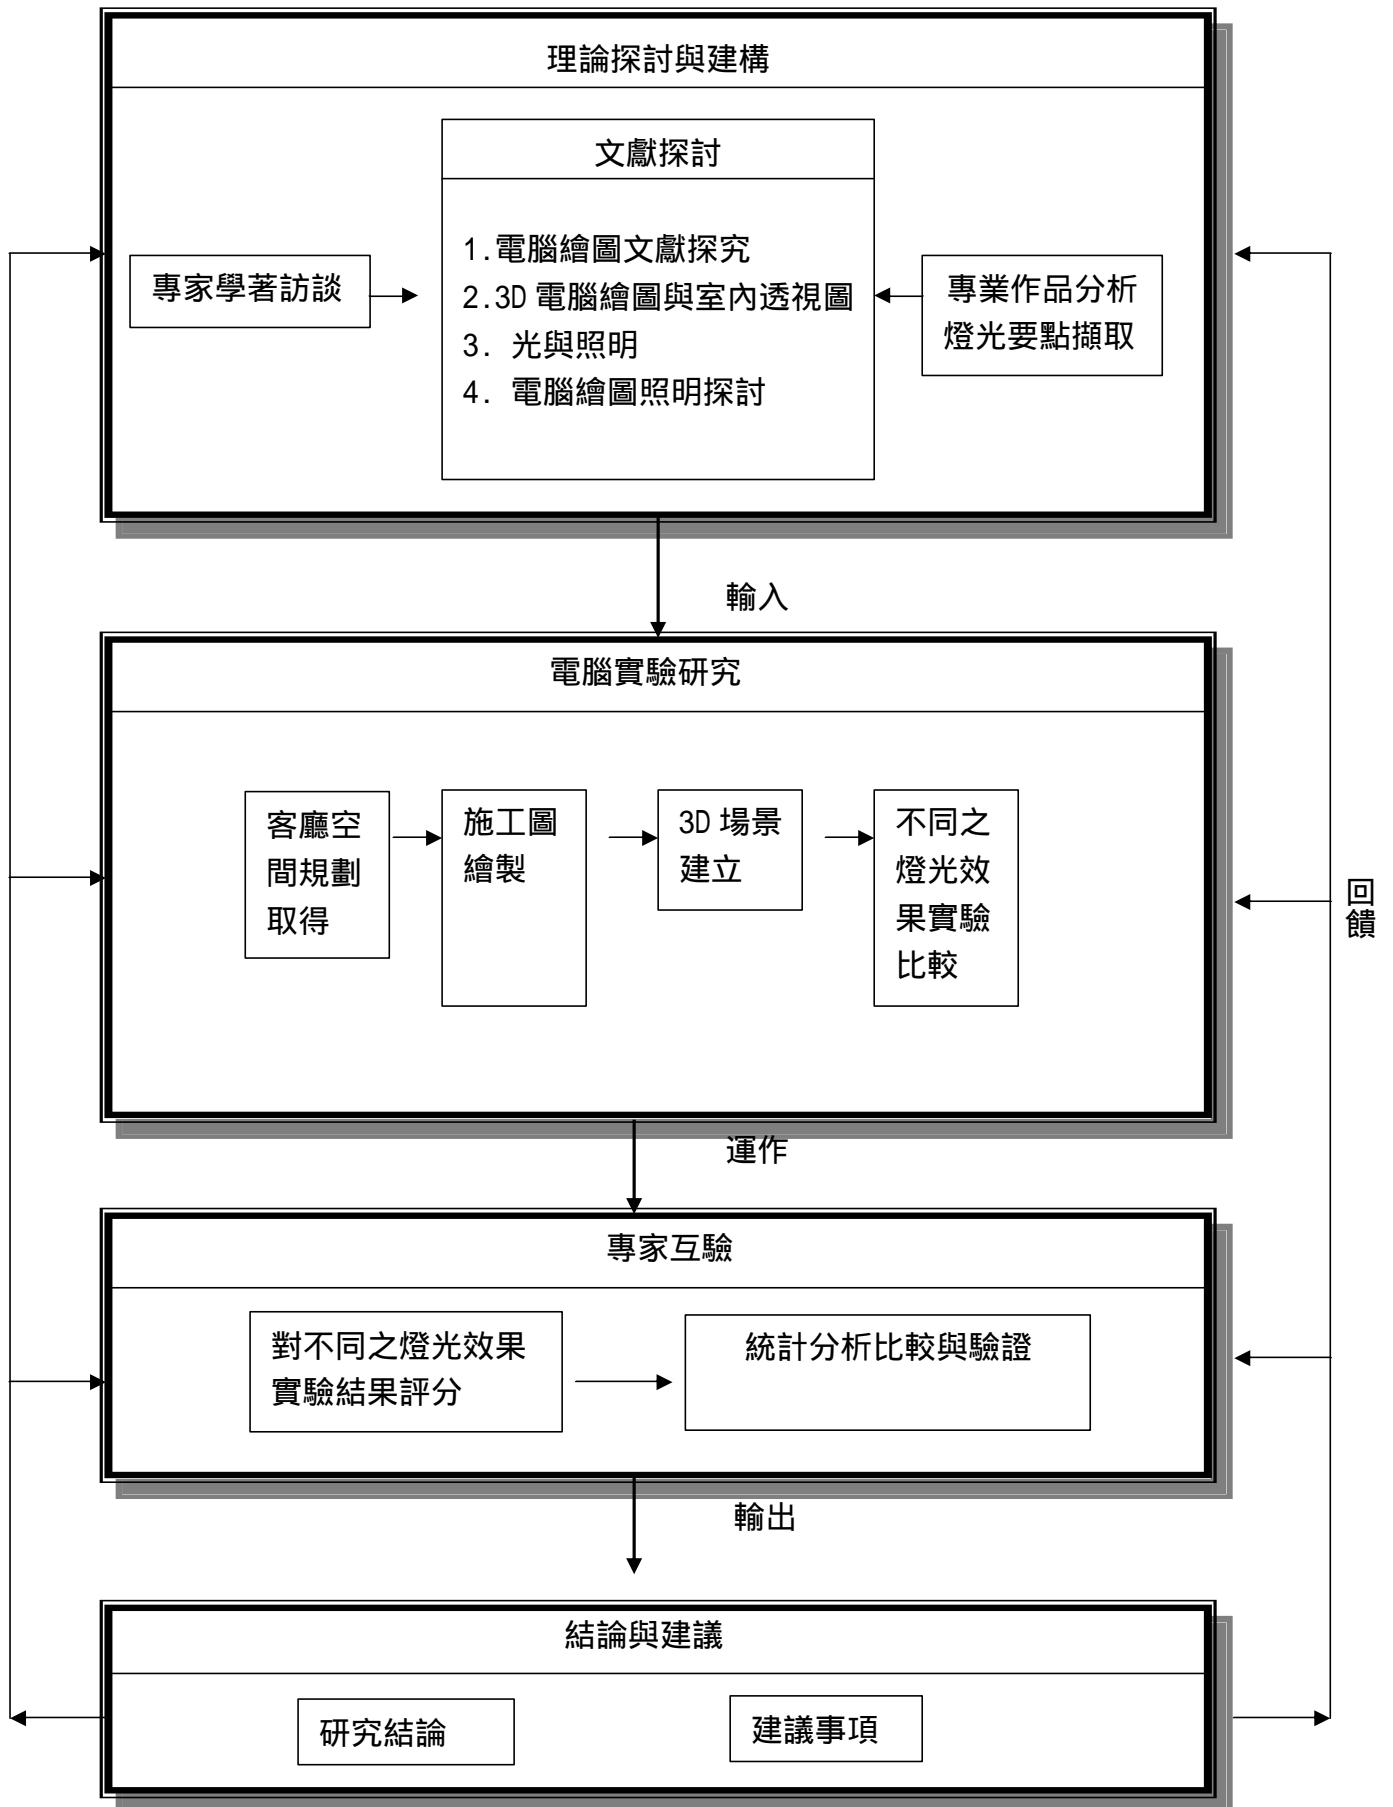 理論探討與建構
文獻探討
1.電腦繪圖文獻探究
2.3D 電腦繪圖與室內透視圖
3. 光與照明
4. 電腦繪圖照明探討
專家學著訪談
專業作品分析
燈光要點擷取
輸入
電腦實驗研究
客廳空
間規劃
取得
施工圖
繪製
3D 場景
建立
不同之
燈光效
果實驗
比較
回
饋
運作
專家互驗
對不同之燈光效果
實驗結果評分
統計分析比較與驗證
輸出
結論與建議
研究結論
建議事項